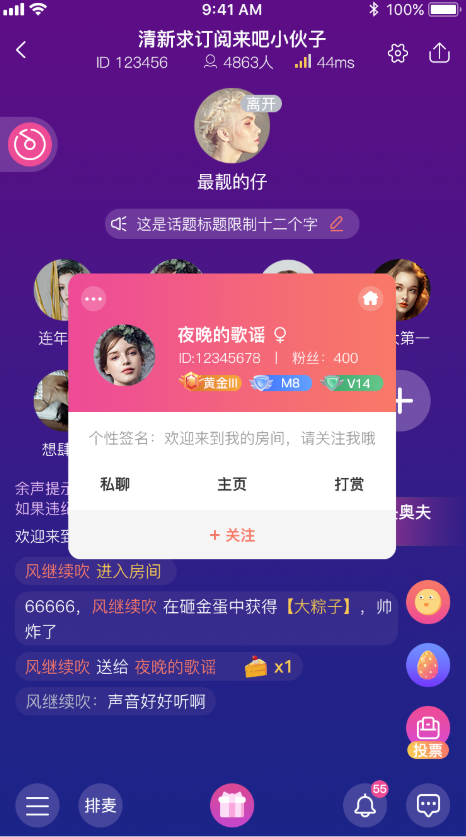 9:41 AM
100%
清新求订阅来吧小伙子
ID 123456
4863人
44ms
离开
最靓的仔
这是话题标题限制十二个字
连年
大第一
夜晚的歌谣
ID:12345678 | 粉丝：400
黄金III
M8
V14
想肆
个性签名：欢迎来到我的房间，请关注我哦
私聊
主页
打赏
余声提示
如果违纪
奥夫
欢迎来到
+ 关注
风继续吹 进入房间
66666，风继续吹 在砸金蛋中获得【大粽子】，帅
炸了
风继续吹 送给 夜晚的歌谣 x1
风继续吹：声音好好听啊
投票
排麦
55